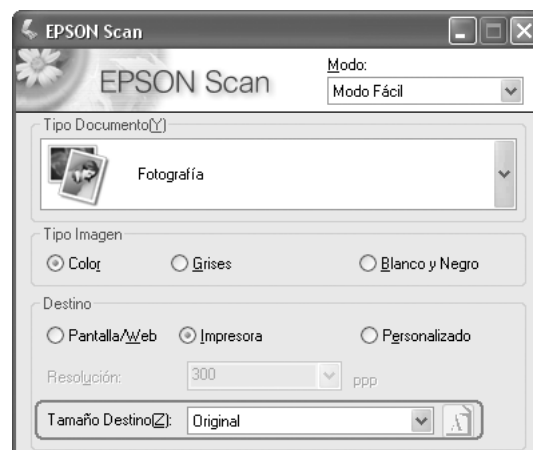 EPSON Scan
EPSON Scan
Modo:
Modo Fácil
Tipo Documento(Y)
Fotografía
Tipo Imagen
Color
Grises
Blanco y Negro
Destino
Pantalla/Web
Impresora
Personalizado
Resolución:
300
ppp
Tamaño Destino(Z):
Original